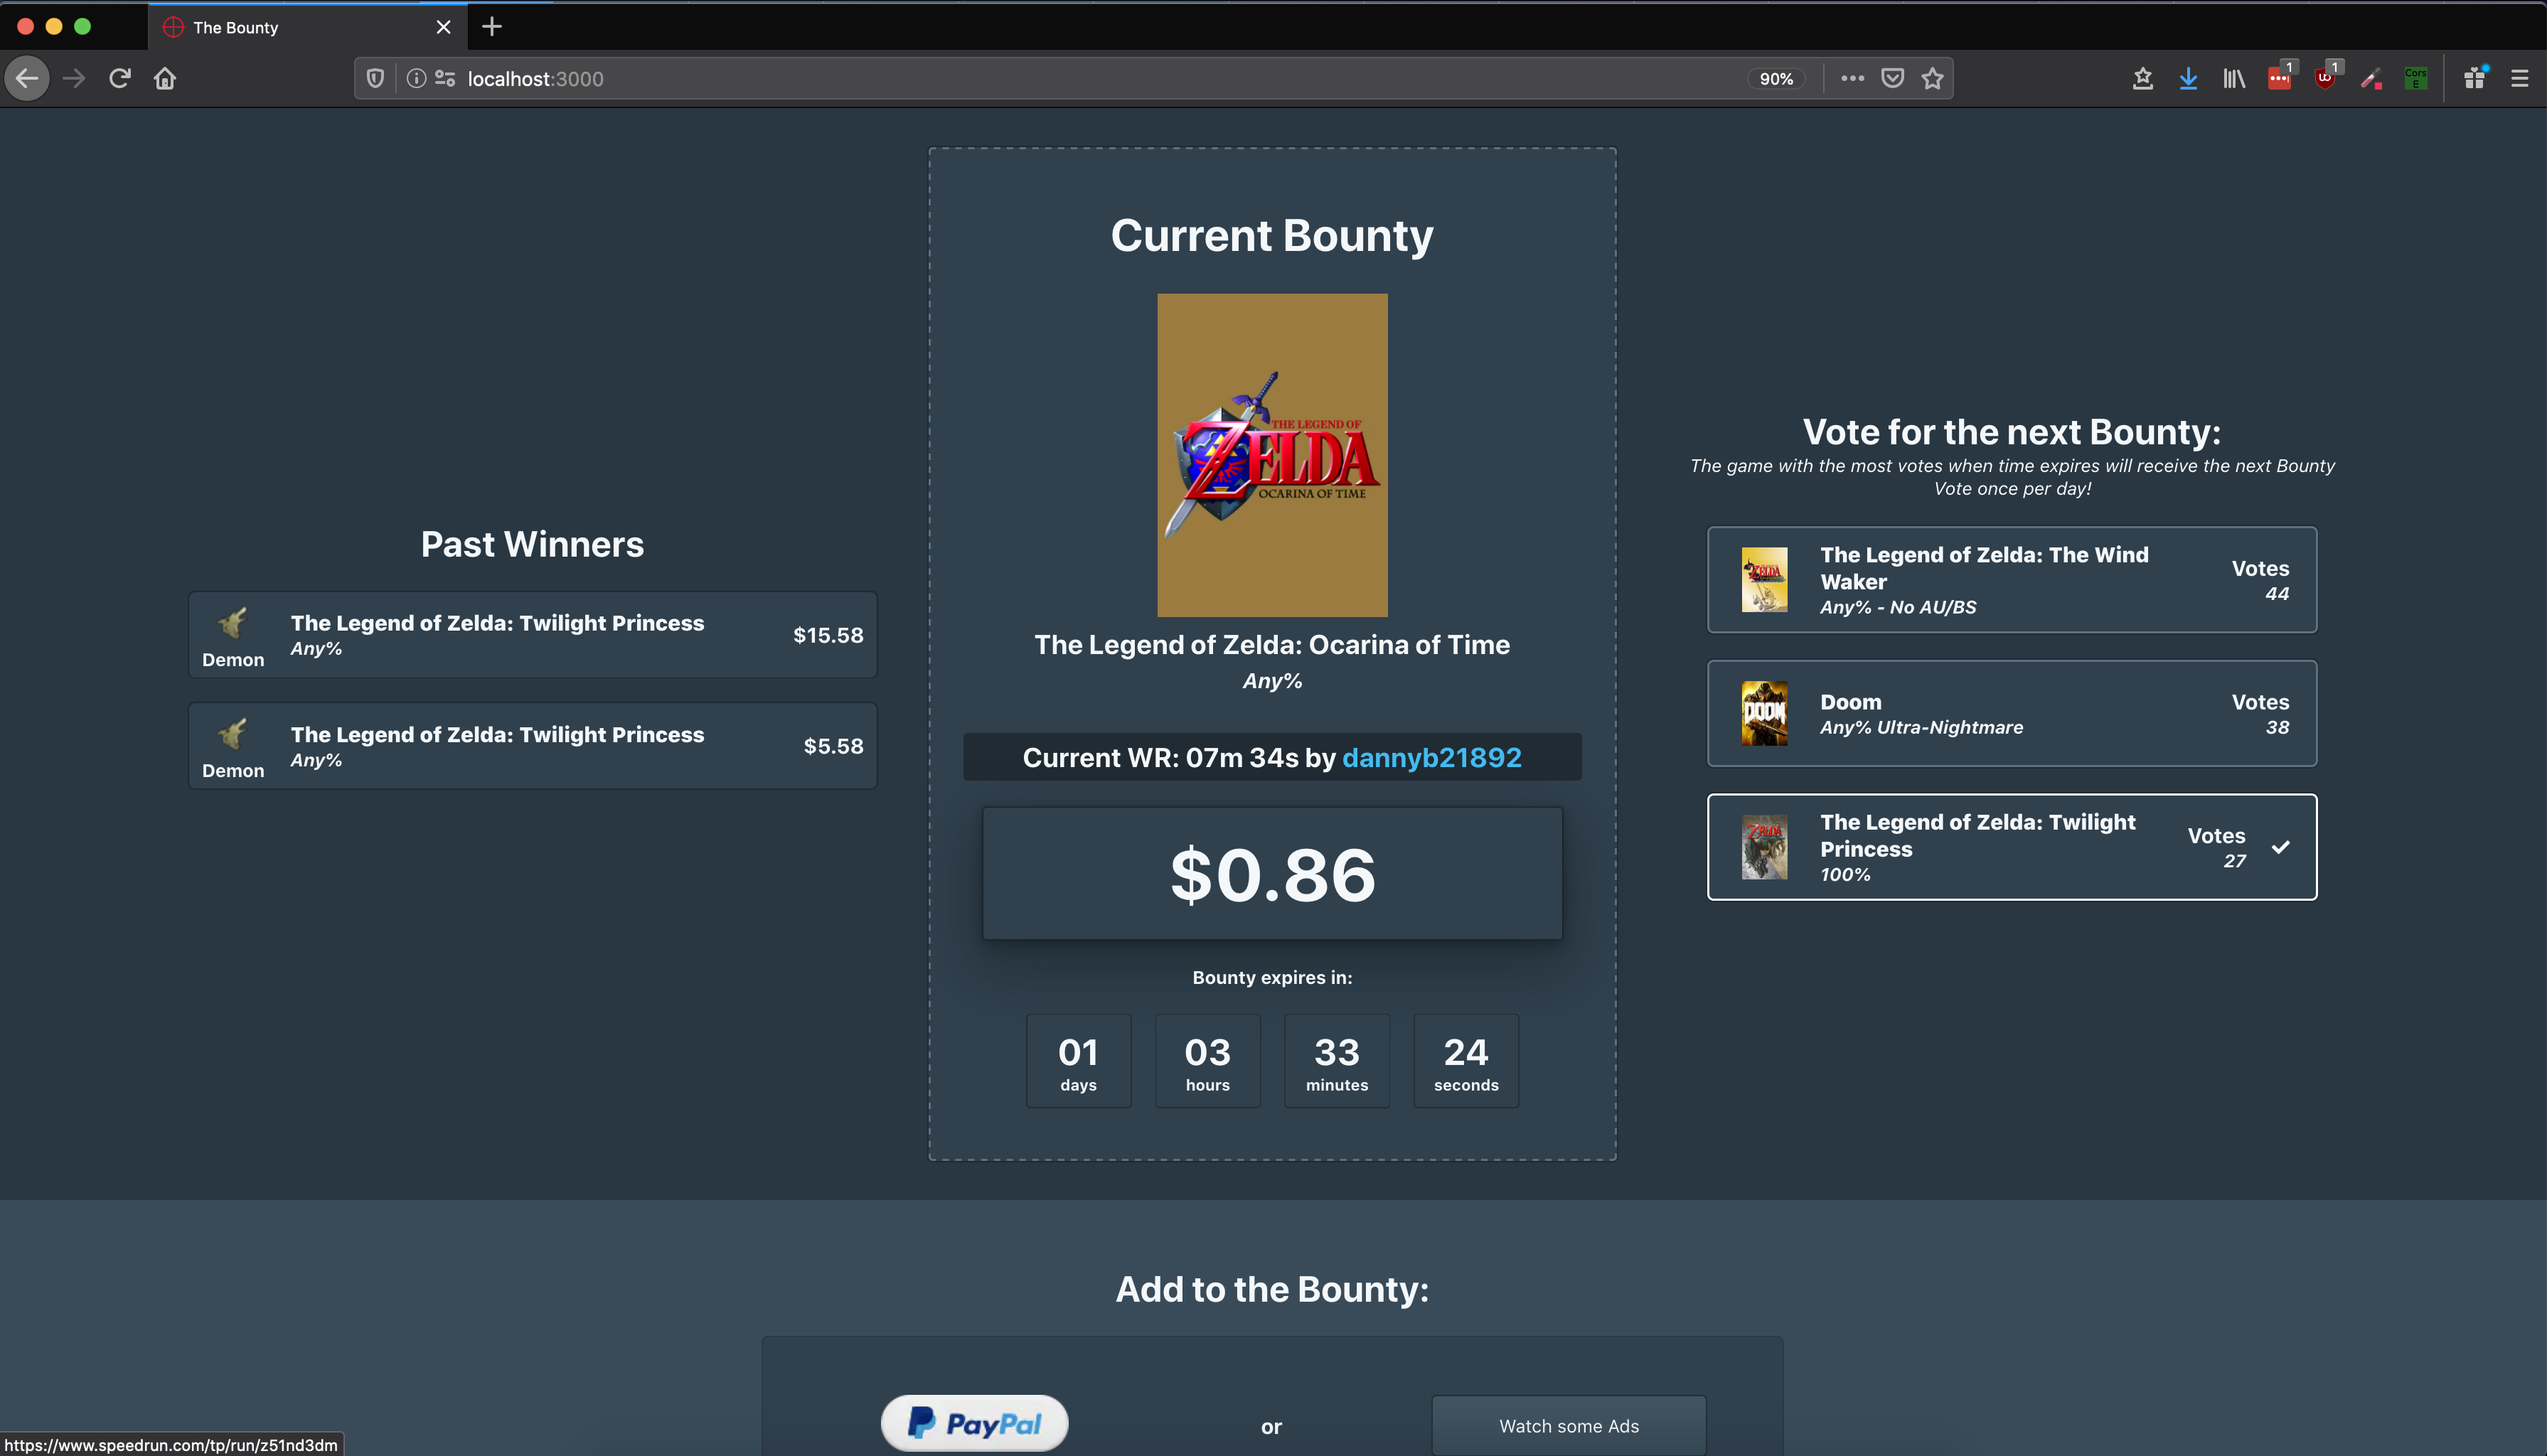 The Bounty
localhost:3000
90%
1
1
Cors
E
Current Bounty
THE LEGEND OF
ZELDA
OCARINA OF TIME
The Legend of Zelda: Ocarina of Time
Any%
Current WR: 07m 34s by dannyb21892
$0.86
Bounty expires in:
01 03 33 24
days hours minutes seconds
Past Winners
The Legend of Zelda: Twilight Princess
Any%
Demon
$15.58
The Legend of Zelda: Twilight Princess
Any%
Demon
$5.58
Vote for the next Bounty:
The game with the most votes when time expires will receive the next Bounty
Vote once per day!
ZELDA
The Legend of Zelda: The Wind
Waker
Any% - No AU/BS
Votes
44
DOOM
Doom
Any% Ultra-Nightmare
Votes
38
ZELDA
The Legend of Zelda: Twilight
Princess
100%
Votes
27
Add to the Bounty:
PayPal
or
Watch some Ads
https://www.speedrun.com/tp/run/z51nd3dm